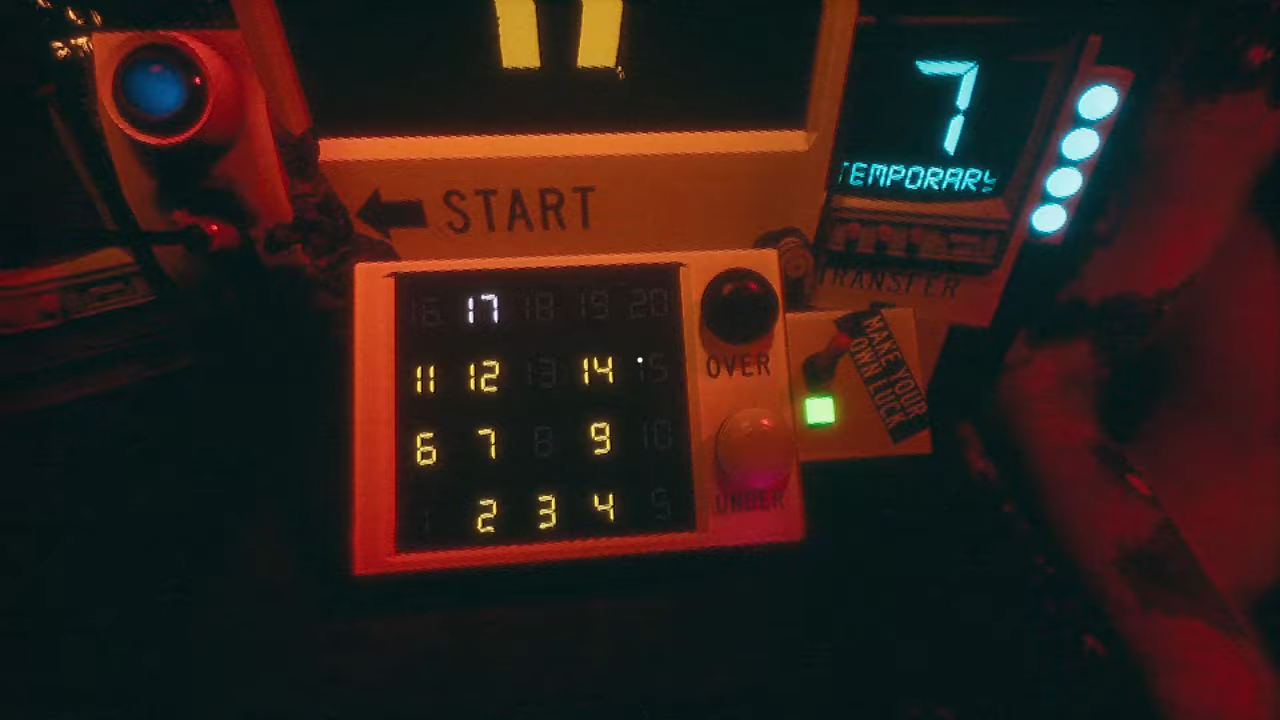 7
TEMPORARY
START
TRANSFER
16 17 18 19 20
OVER
11 12 13 14 15
MAKE YOUR
OWN LUCK
6 7 8 9 10
UNDER
1 2 3 4 5